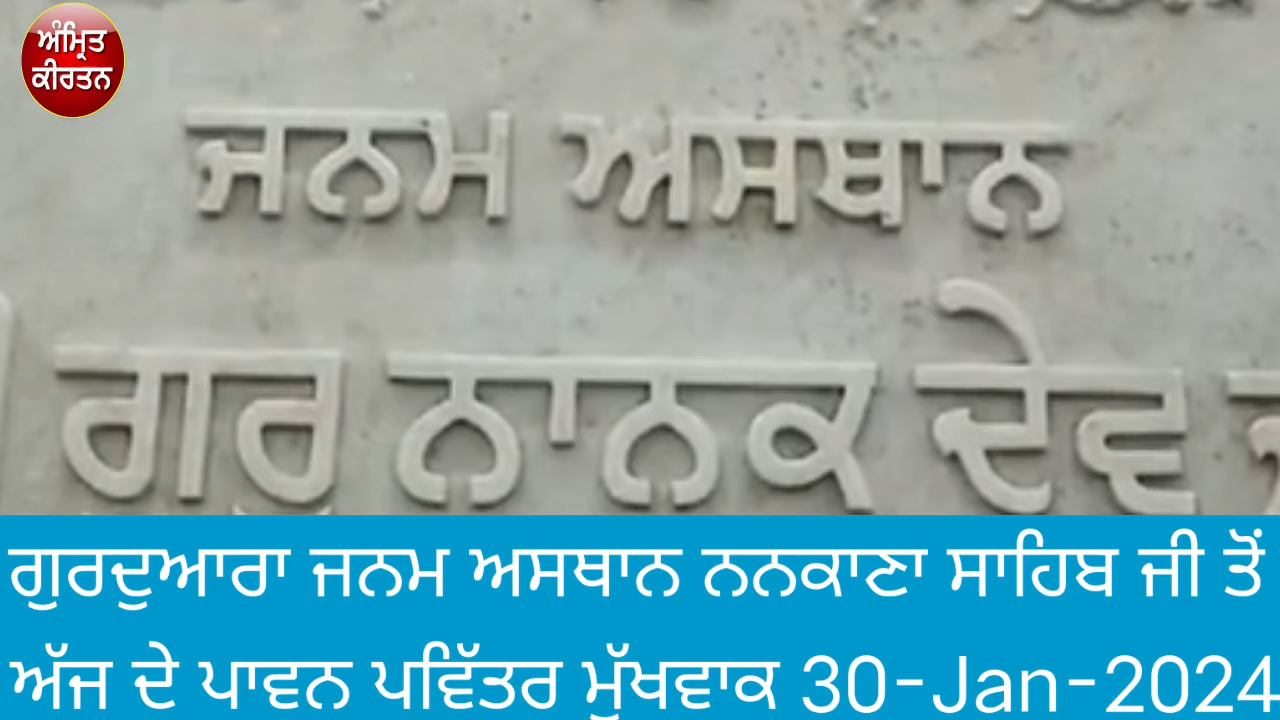 ਅੰਮ੍ਰਿਤ
ਕੀਰਤਨ
ਜਨਮ ਅਸਥਾਨ
ਗੁਰੂ ਨਾਨਕ ਦੇਵ
ਗੁਰਦੁਆਰਾ ਜਨਮ ਅਸਥਾਨ ਨਨਕਾਣਾ ਸਾਹਿਬ ਜੀ ਤੋਂ
ਅੱਜ ਦੇ ਪਾਵਨ ਪਵਿੱਤਰ ਮੁੱਖਵਾਕ 30-Jan-2024